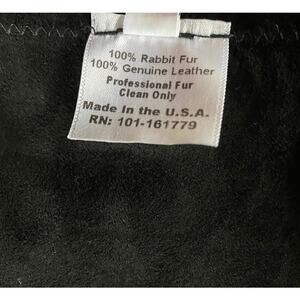 100% Rabbit Fur
100% Genuine Leather
Professional Fur
Clean Only
Made In the U.S.A.
RN: 101-161779